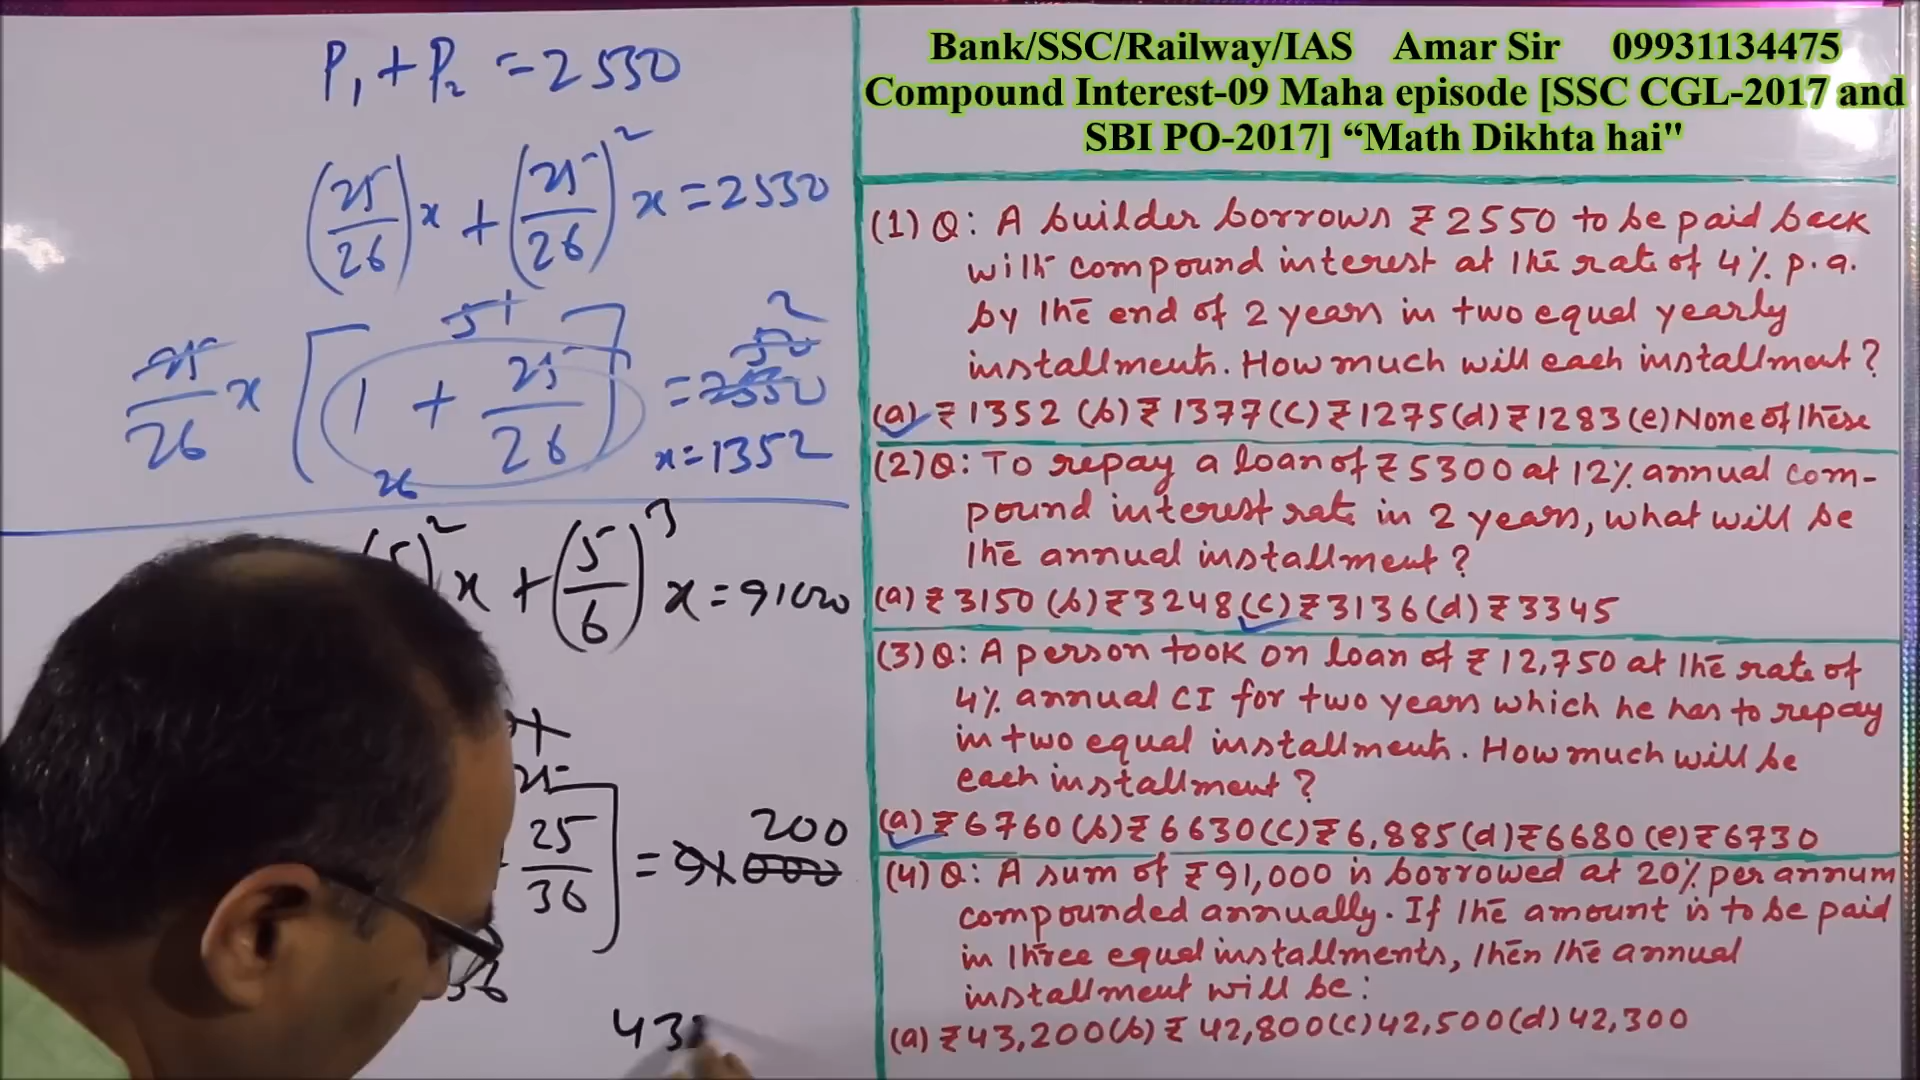 P₁ + P₂ = 2550
(25/26)x + (25/26)² x = 2550
51 2
25/26 x [1 + 25/26] = 2550
26 x = 1352
² x + (5/6)³ x = 91000
25/36] = 91000 200
36
Bank/SSC/Railway/IAS Amar Sir 09931134475
Compound Interest-09 Maha episode [SSC CGL-2017 and
SBI PO-2017] “Math Dikhta hai"
(1) Q: A builder borrows ₹2550 to be paid back
with compound interest at the rate of 4% p.a.
by the end of 2 years in two equal yearly
installments. How much will each installment?
(a) ₹1352 (b) ₹1377 (c) ₹1275 (d) ₹1283 (e) None of these
(2) Q: To repay a loan of ₹5300 at 12% annual com-
pound interest rate in 2 years, what will be
the annual installment?
(a) ₹3150 (b) ₹3248 (c) ₹3136 (d) ₹3345
(3) Q: A person took on loan of ₹12,750 at the rate of
4% annual CI for two years which he has to repay
in two equal installments. How much will be
each installment?
(a) ₹6760 (b) ₹6630 (c) ₹6,885 (d) ₹6680 (e) ₹6730
(4) Q: A sum of ₹91,000 is borrowed at 20% per annum
compounded annually. If the amount is to be paid
in three equal installments, then the annual
installment will be:
(a) ₹43,200 (b) ₹42,800 (c) 42,500 (d) 42,300